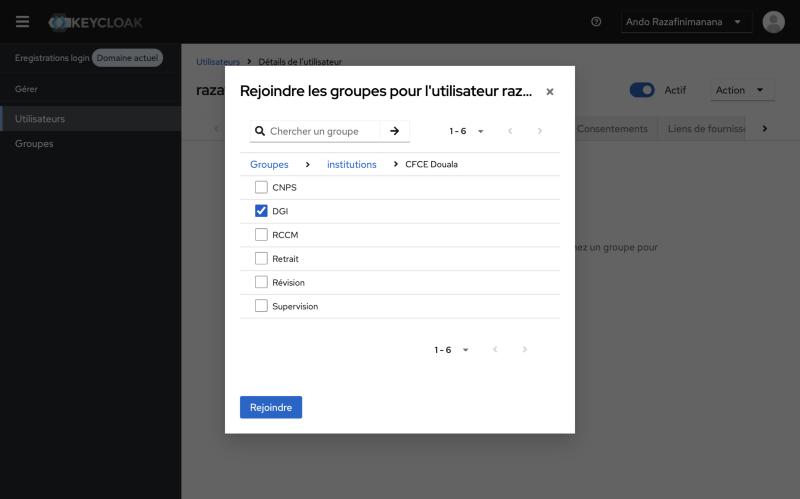 KEYCLOAK
Ando Razafinimanana
Eregistrations login Domaine actuel
Gérer
Utilisateurs
Groupes
Utilisateurs > Détails de l'utilisateur
raza
Actif
Action
Consentements
Liens de fourniss
ez un groupe pour
Rejoindre les groupes pour l'utilisateur raz...
Chercher un groupe
1 - 6
Groupes > institutions > CFCE Douala
CNPS
DGI
RCCM
Retrait
Révision
Supervision
1 - 6
Rejoindre